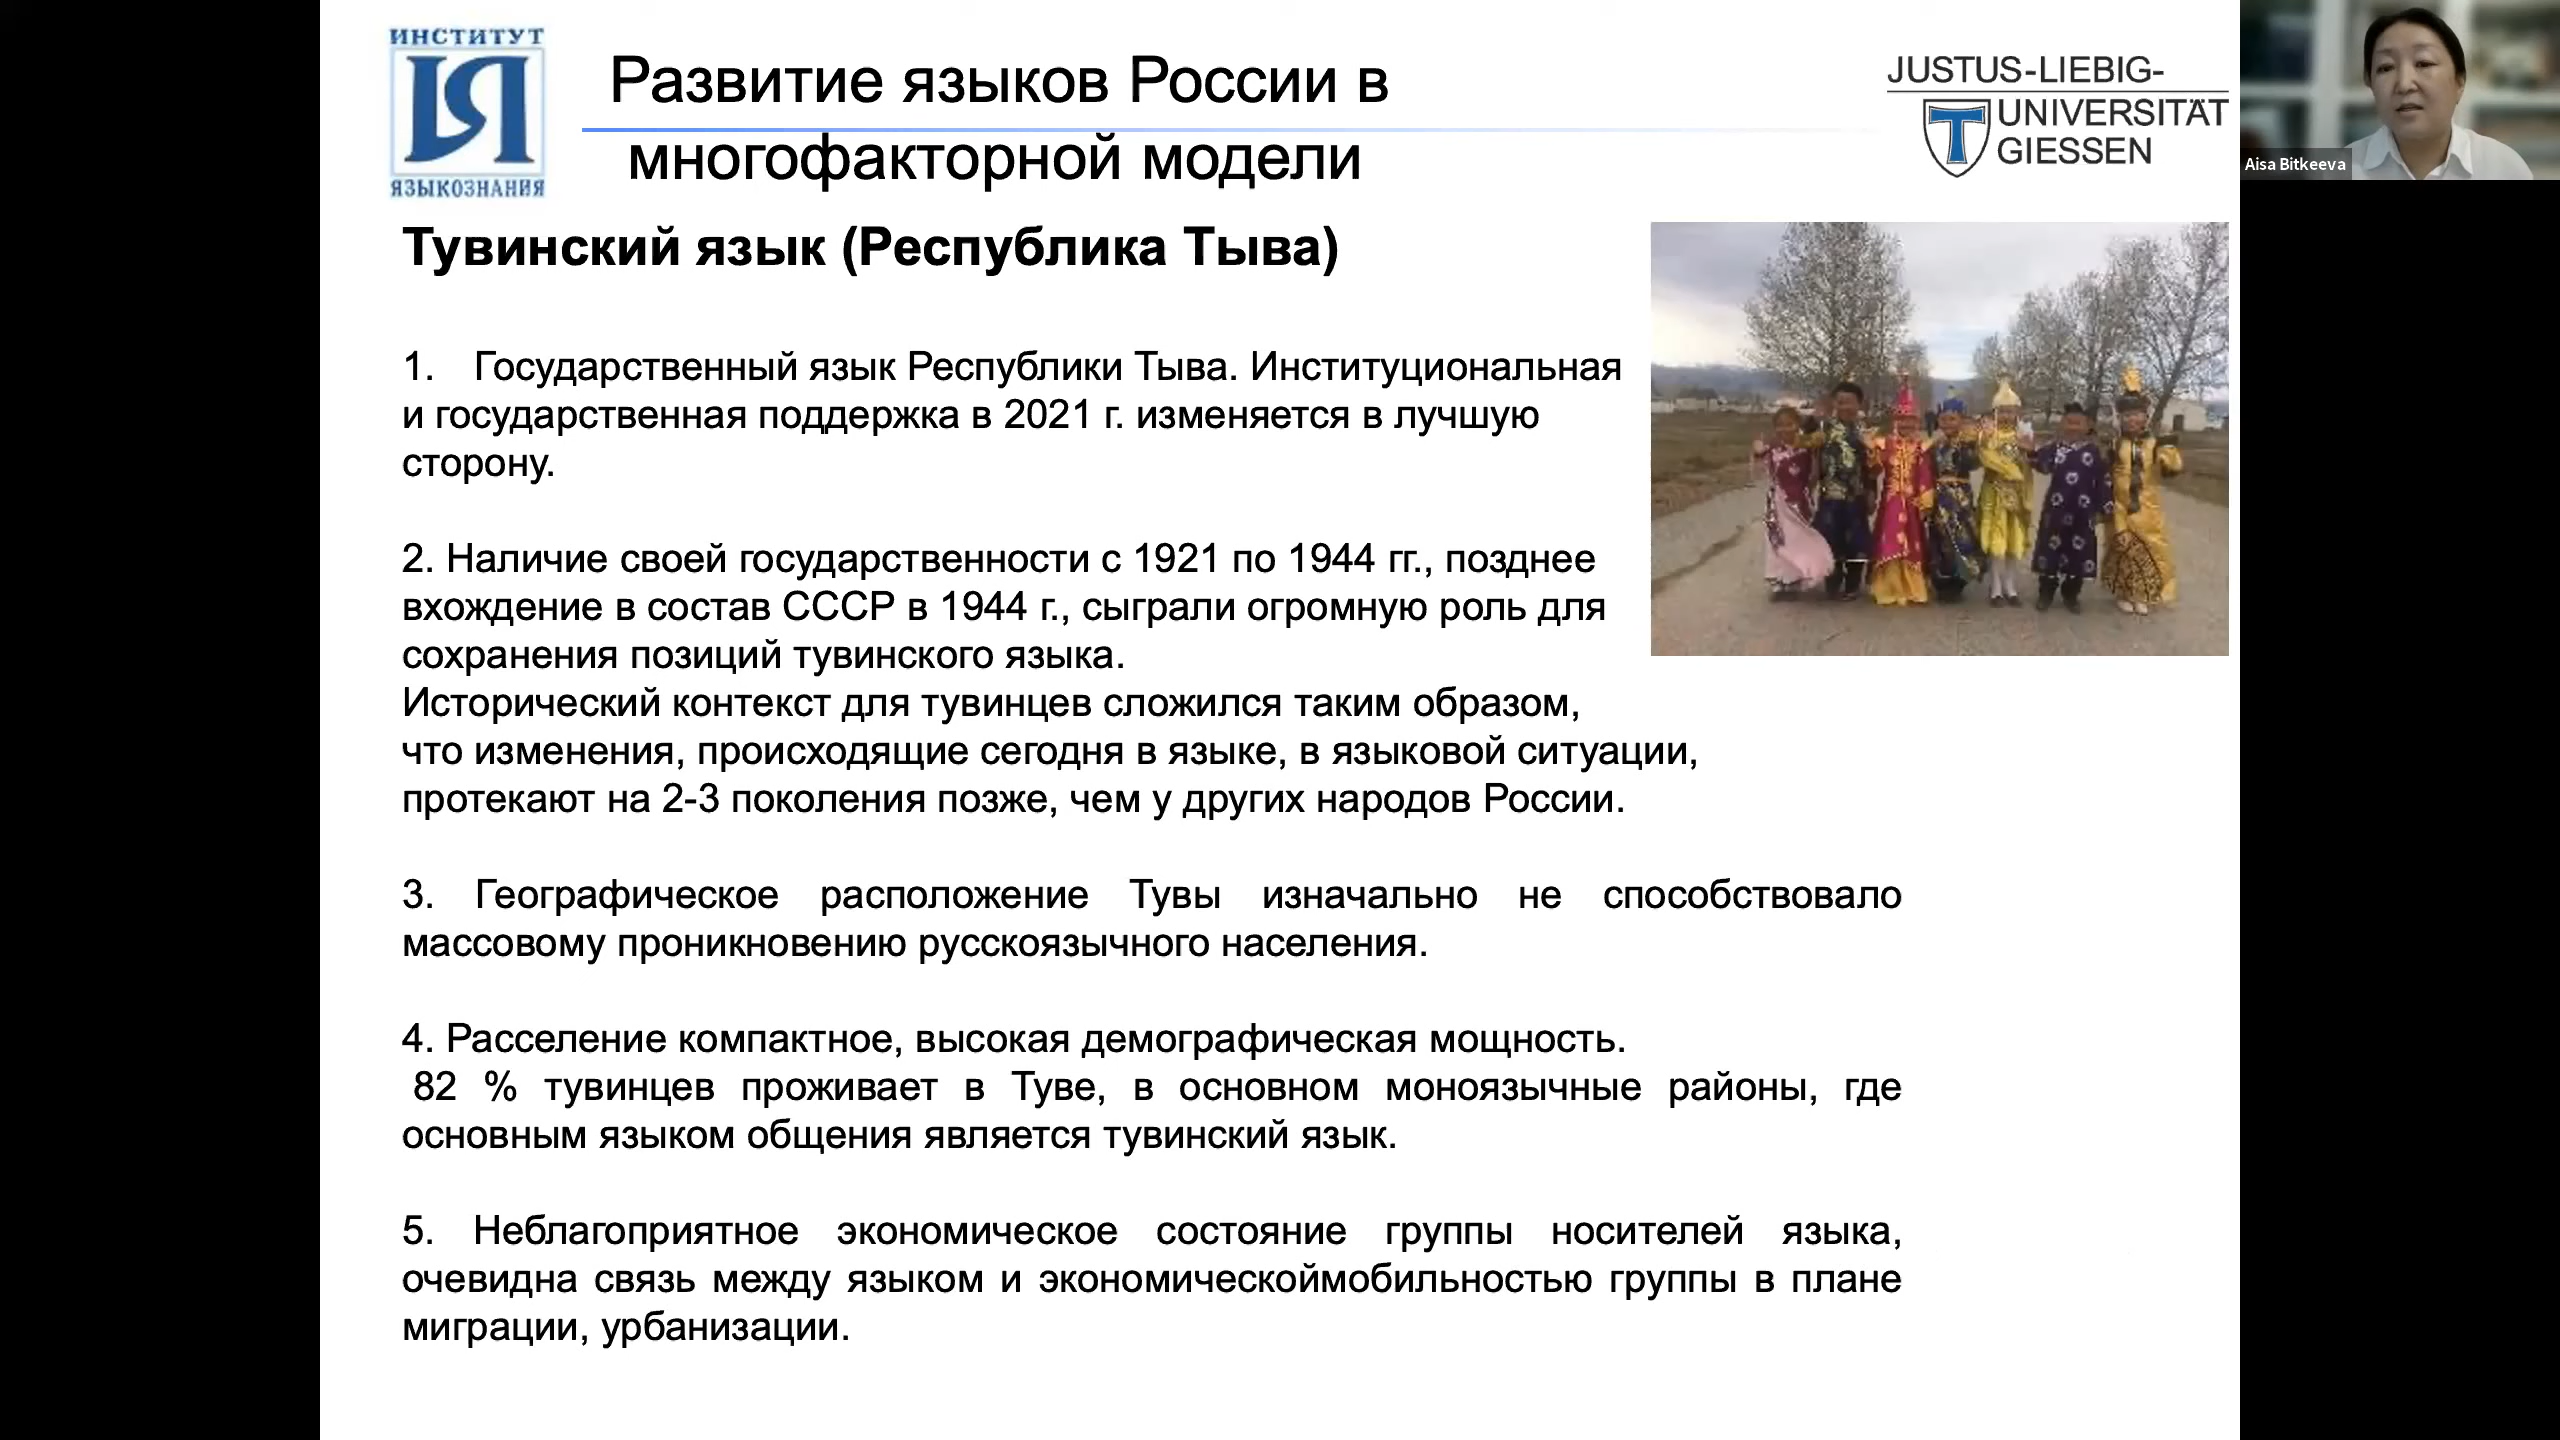 ИНСТИТУТ
ИЯ
ЯЗЫКОЗНАНИЯ
Развитие языков России в
многофакторной модели
JUSTUS-LIEBIG-
UNIVERSITÄT
GIESSEN
Aisa Bitkeeva
Тувинский язык (Республика Тыва)
1. Государственный язык Республики Тыва. Институциональная
и государственная поддержка в 2021 г. изменяется в лучшую
сторону.
2. Наличие своей государственности с 1921 по 1944 гг., позднее
вхождение в состав СССР в 1944 г., сыграли огромную роль для
сохранения позиций тувинского языка.
Исторический контекст для тувинцев сложился таким образом,
что изменения, происходящие сегодня в языке, в языковой ситуации,
протекают на 2-3 поколения позже, чем у других народов России.
3. Географическое расположение Тувы изначально не способствовало
массовому проникновению русскоязычного населения.
4. Расселение компактное, высокая демографическая мощность.
82 % тувинцев проживает в Туве, в основном моноязычные районы, где
основным языком общения является тувинский язык.
5. Неблагоприятное экономическое состояние группы носителей языка,
очевидна связь между языком и экономическоймобильностью группы в плане
миграции, урбанизации.